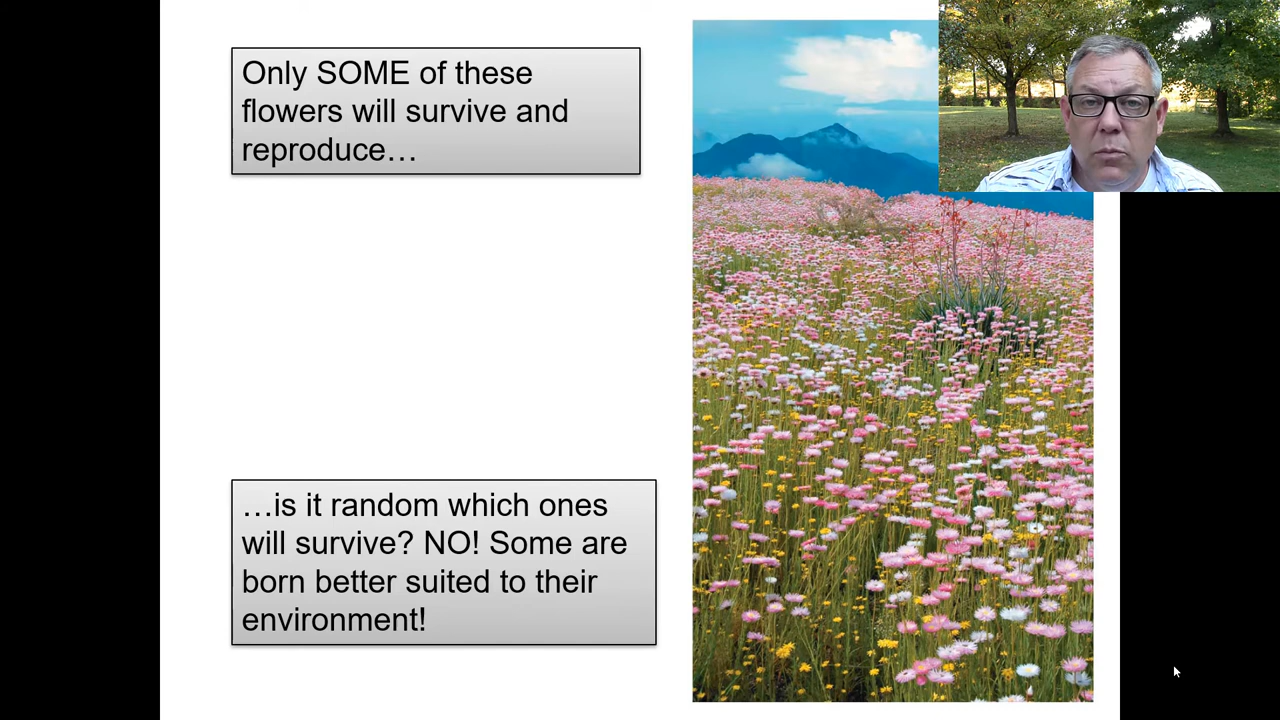 Only SOME of these
flowers will survive and
reproduce…
…is it random which ones
will survive? NO! Some are
born better suited to their
environment!